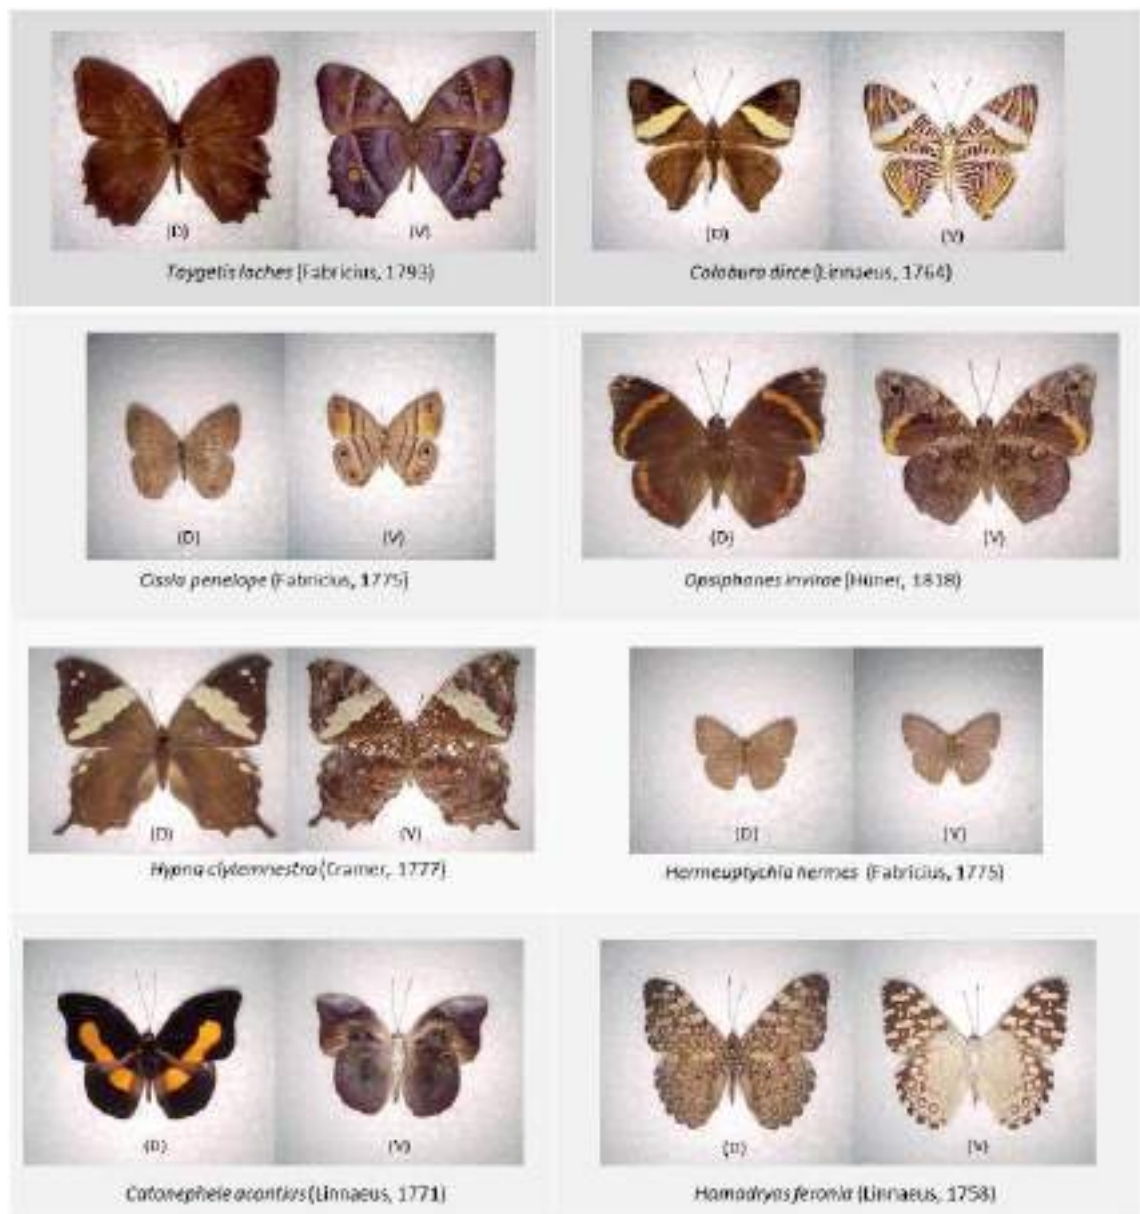 (D) (V)
Taygetis laches (Fabricius, 1793)
(D) (V)
Colobura dirce (Linnaeus, 1764)
(D) (V)
Cissia penelope (Fabricius, 1775)
(D) (V)
Opsiphanes invirae (Hüner, 1818)
(D) (V)
Hypna clytemnestra (Cramer, 1777)
(D) (V)
Hermeuptychia hermes (Fabricius, 1775)
(D) (V)
Catonephele acontius (Linnaeus, 1771)
(D) (V)
Hamadryas feronia (Linnaeus, 1758)